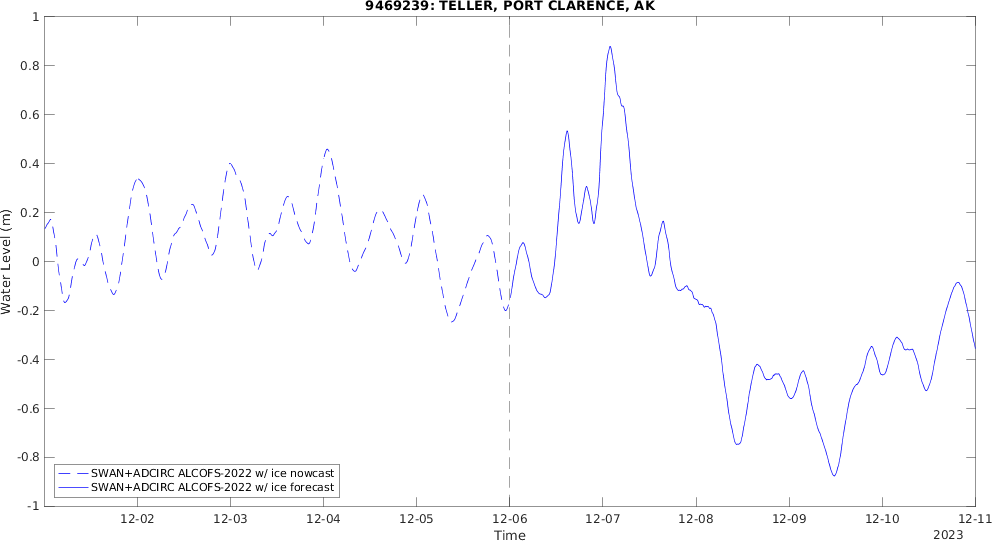 9469239: TELLER, PORT CLARENCE, AK
1
0.8
0.6
0.4
0.2
0
-0.2
-0.4
-0.6
-0.8
-1
Water Level (m)
SWAN+ADCIRC ALCOFS-2022 w/ ice nowcast
SWAN+ADCIRC ALCOFS-2022 w/ ice forecast
12-02 12-03 12-04 12-05 12-06 12-07 12-08 12-09 12-10 12-11
Time
2023